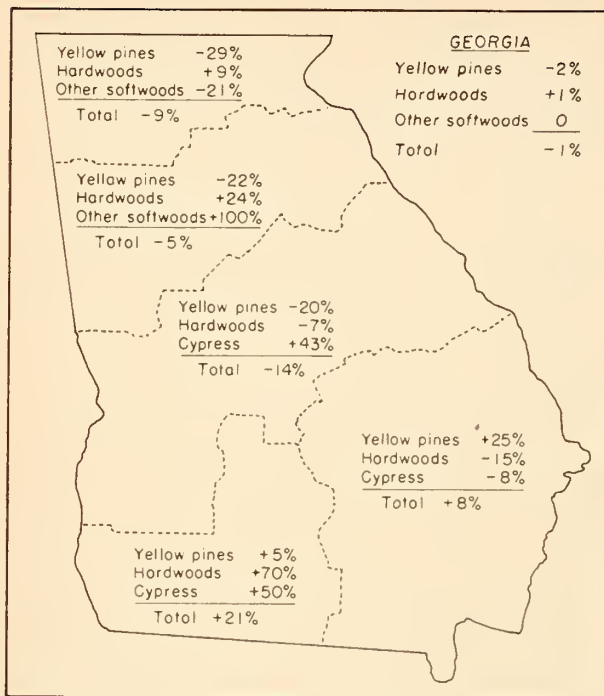 GEORGIA
Yellow pines -2%
Hardwoods +1%
Other softwoods 0
Total -1%
Yellow pines -29%
Hardwoods +9%
Other softwoods -21%
Total -9%
Yellow pines -22%
Hardwoods +24%
Other softwoods +100%
Total -5%
Yellow pines -20%
Hardwoods -7%
Cypress +43%
Total -14%
Yellow pines +25%
Hardwoods -15%
Cypress -8%
Total +8%
Yellow pines +5%
Hardwoods +70%
Cypress +50%
Total +21%